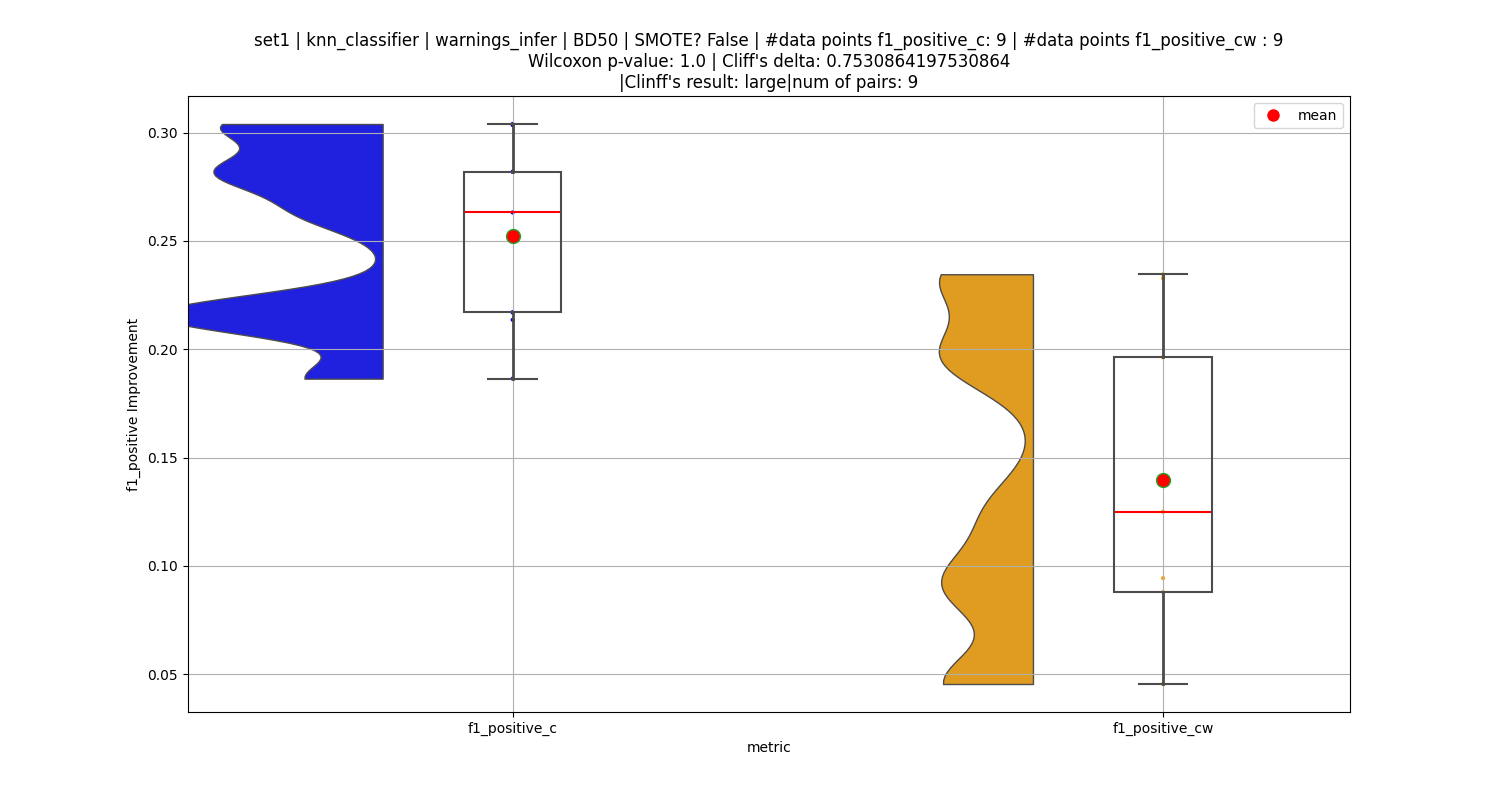 set1 | knn_classifier | warnings_infer | BD50 | SMOTE? False | #data points f1_positive_c: 9 | #data points f1_positive_cw : 9
Wilcoxon p-value: 1.0 | Cliff's delta: 0.7530864197530864
|Clinff's result: large|num of pairs: 9
mean
0.30
0.25
0.20
0.15
0.10
0.05
f1_positive Improvement
f1_positive_c
f1_positive_cw
metric